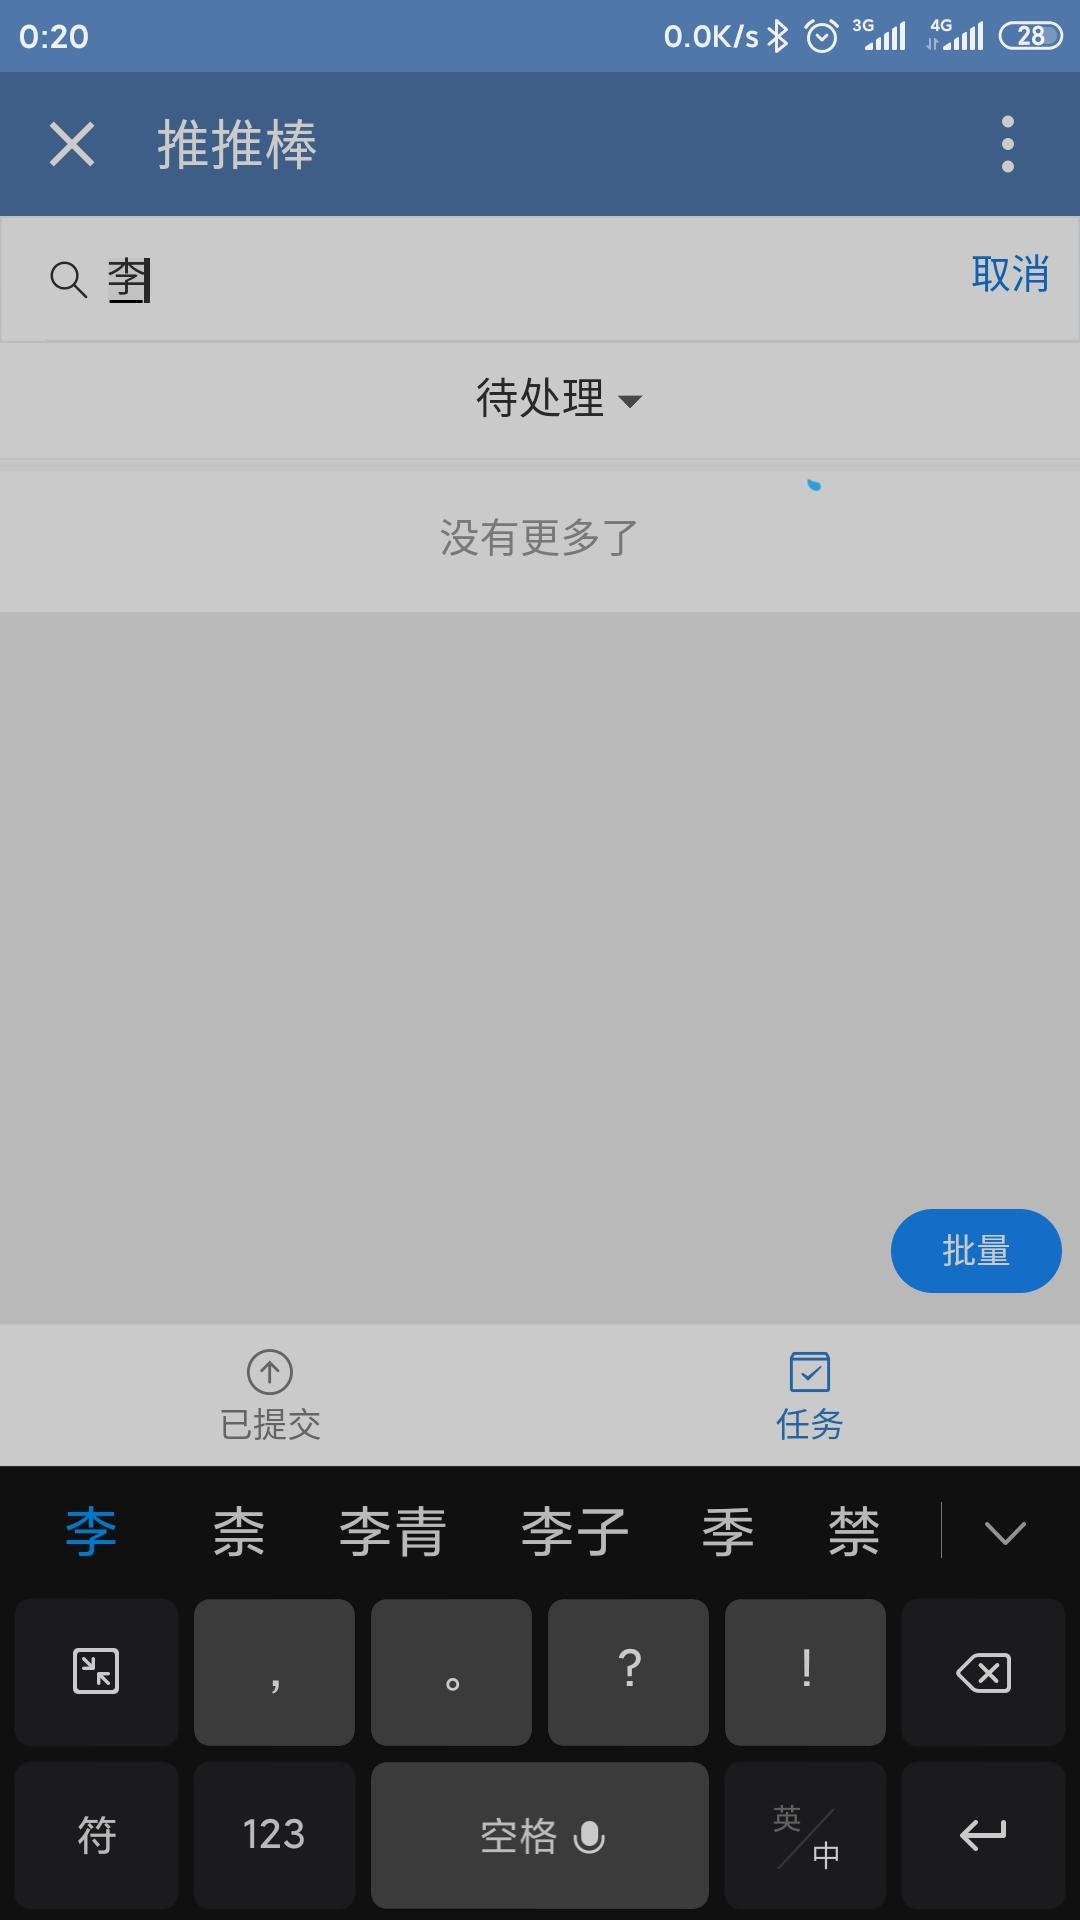 0:20 0.0K/s 3G 4G 28
推推棒
李 取消
待处理
没有更多了
批量
已提交 任务
李 柰 李青 李子 季 禁
， 。 ? !
符 123 空格 英 中